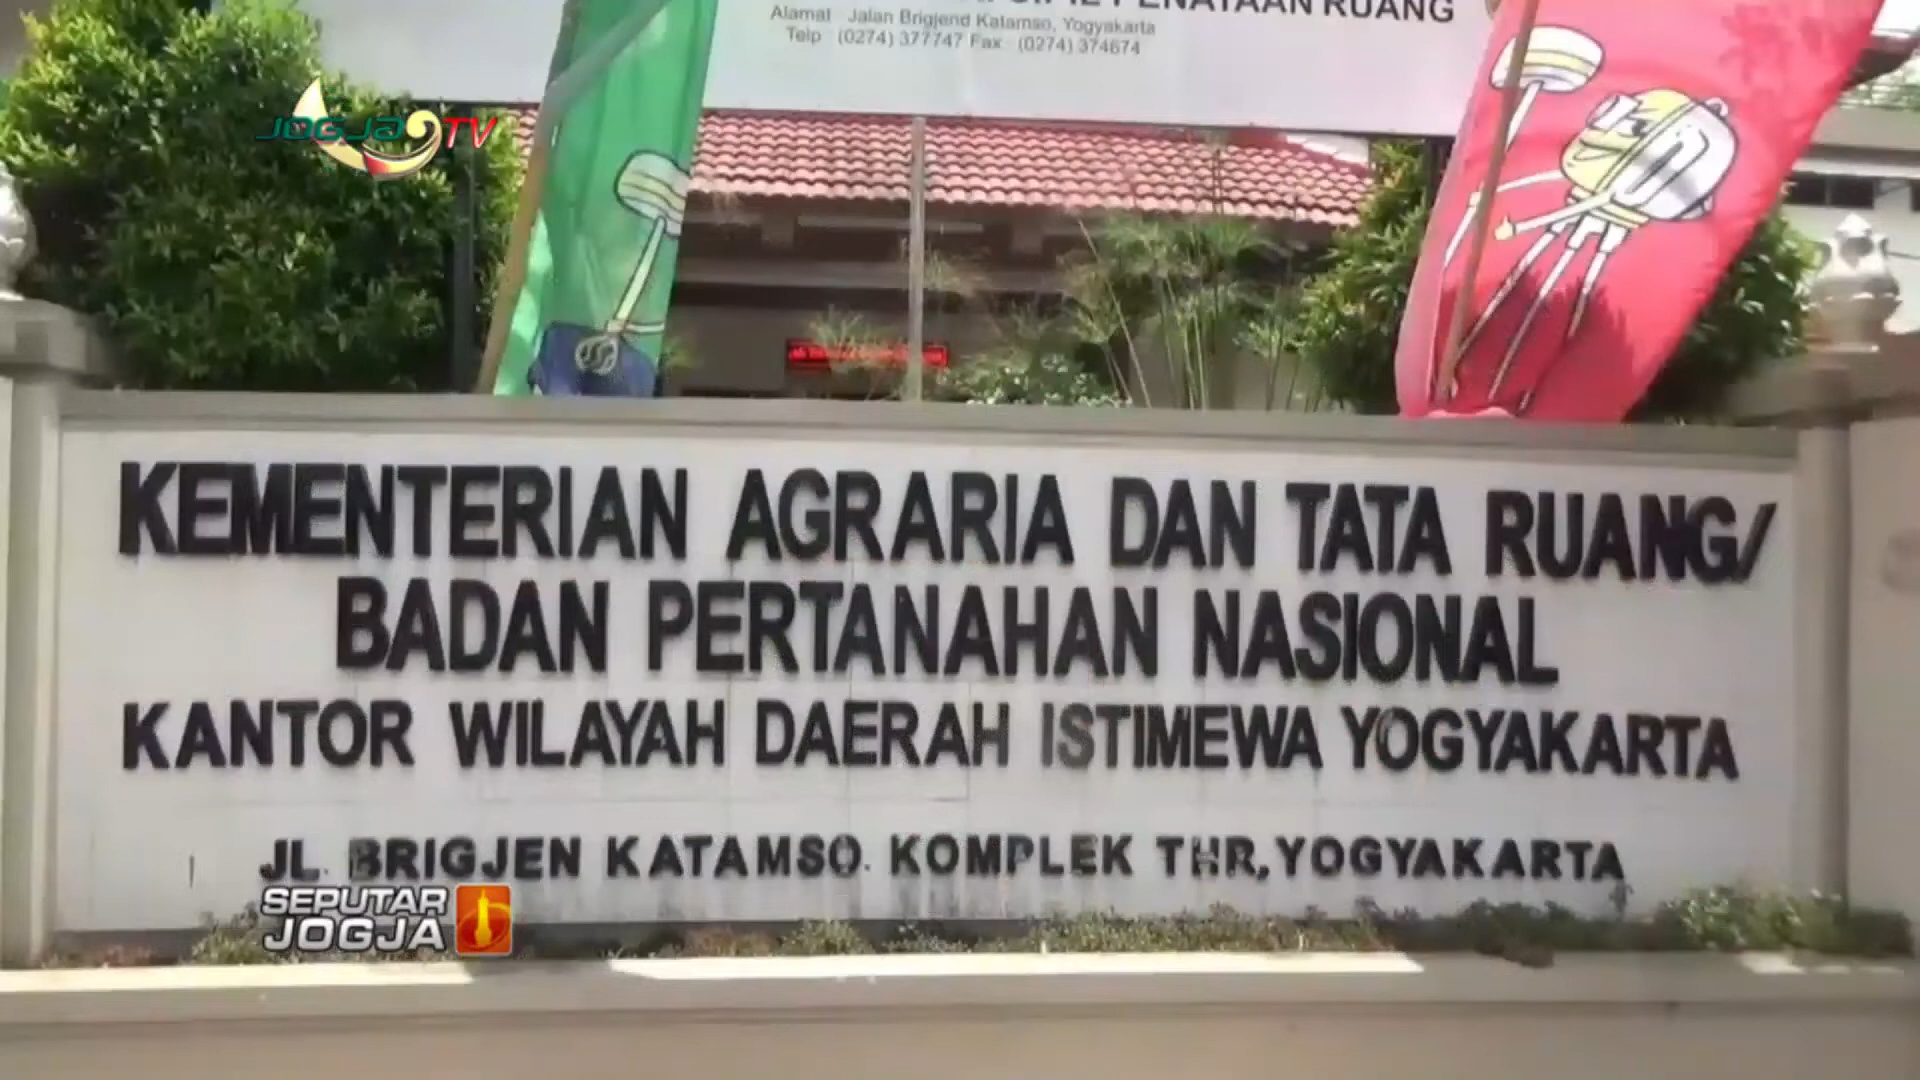 PENATAAN RUANG
Alamat Jalan Brigjend Katamso, Yogyakarta
Telp (0274) 377747 Fax (0274) 374674
JOGJA TV
KEMENTERIAN AGRARIA DAN TATA RUANG/
BADAN PERTANAHAN NASIONAL
KANTOR WILAYAH DAERAH ISTIMEWA YOGYAKARTA
JL. BRIGJEN KATAMSO. KOMPLEK THR, YOGYAKARTA
SEPUTAR
JOGJA